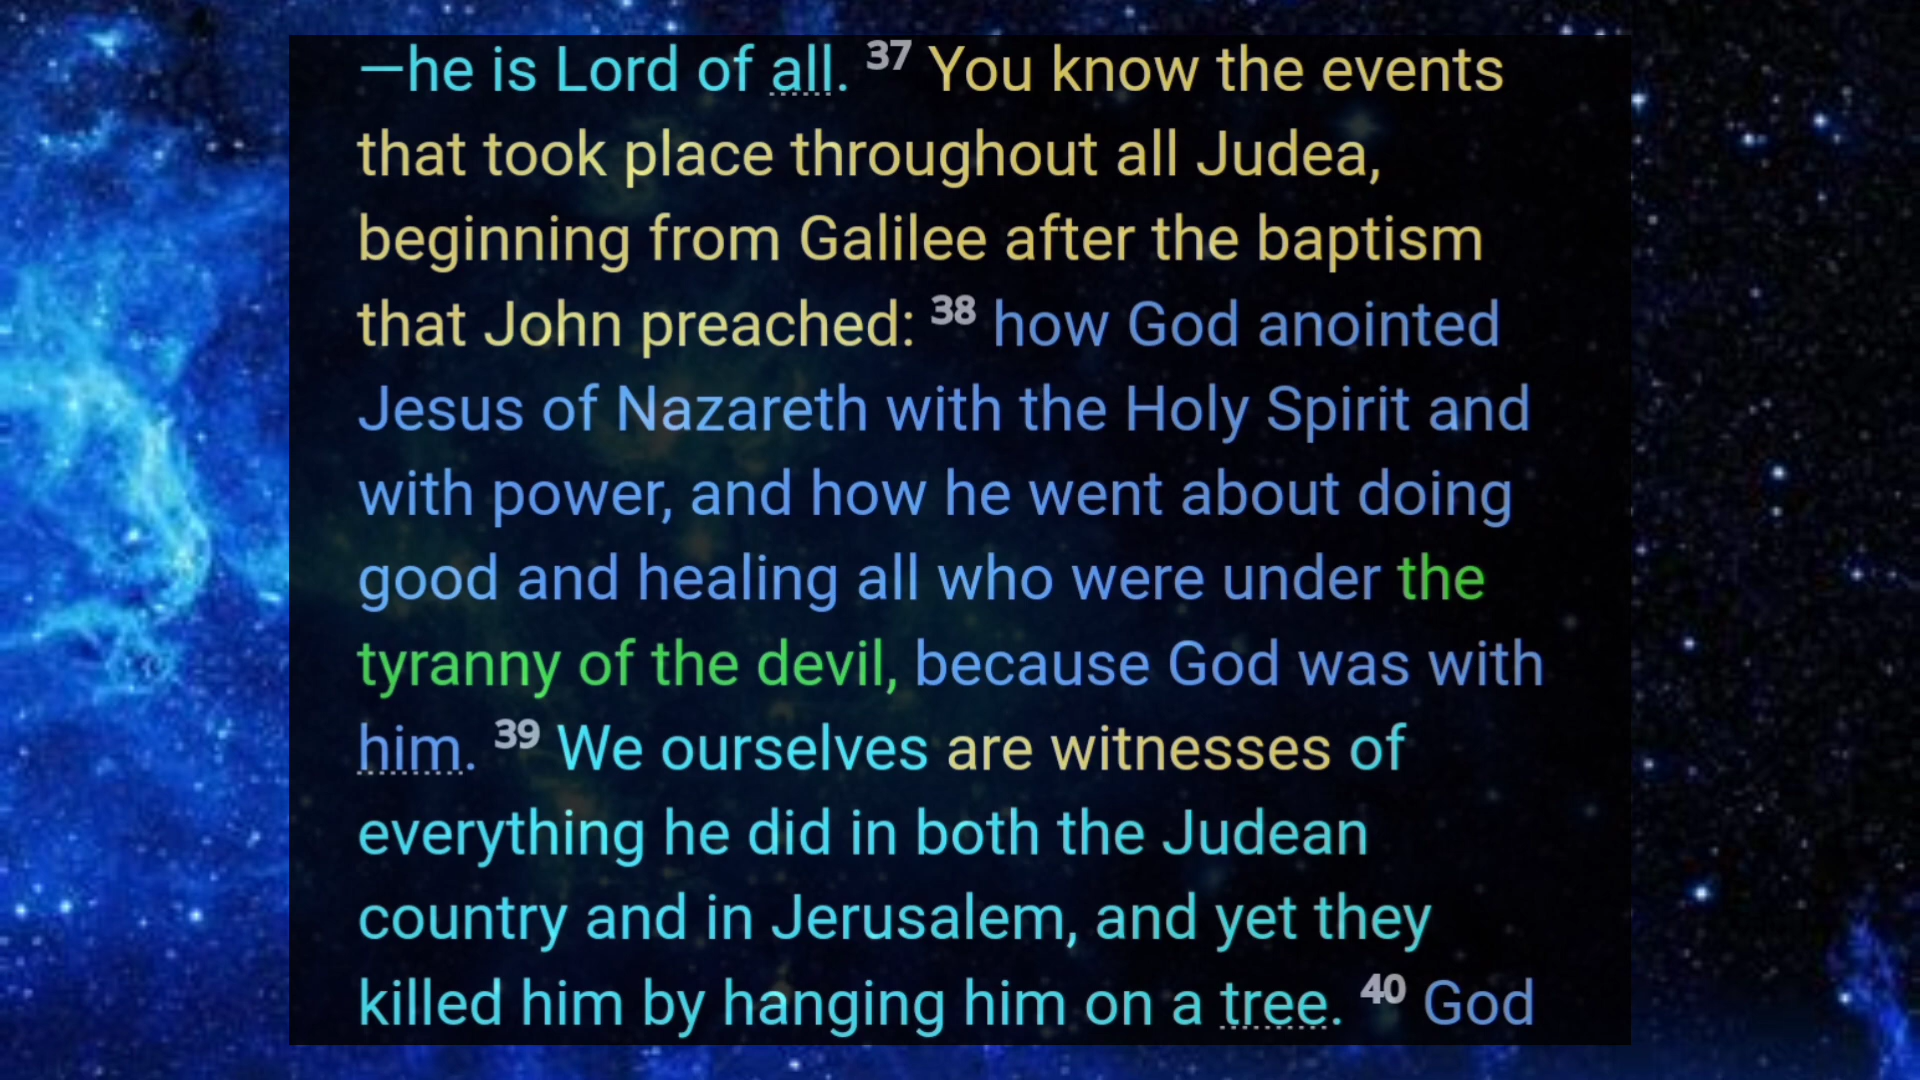 —he is Lord of all. 37 You know the events
that took place throughout all Judea,
beginning from Galilee after the baptism
that John preached: 38 how God anointed
Jesus of Nazareth with the Holy Spirit and
with power, and how he went about doing
good and healing all who were under the
tyranny of the devil, because God was with
him. 39 We ourselves are witnesses of
everything he did in both the Judean
country and in Jerusalem, and yet they
killed him by hanging him on a tree. 40 God